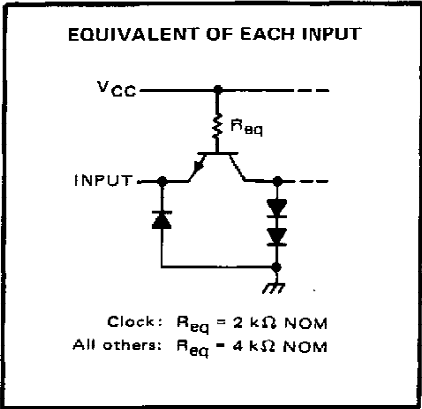 EQUIVALENT OF EACH INPUT
VCC
Req
INPUT
Clock: Req = 2 kΩ NOM
All others: Req = 4 kΩ NOM